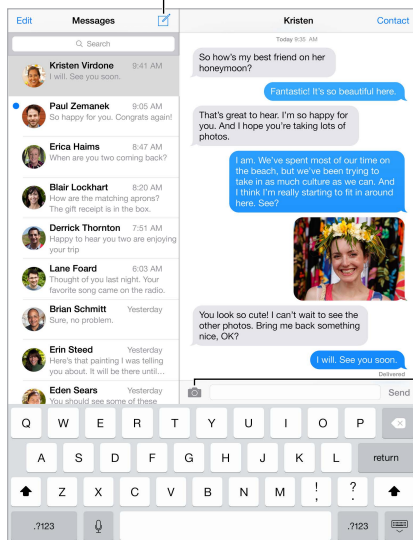 Edit Messages
Search
Kristen Virdone 9:41 AM
I will. See you soon.
Paul Zemanek 9:05 AM
So happy for you. Congrats again!
Erica Haims 8:47 AM
When are you two coming back?
Blair Lockhart 8:20 AM
How are the matching aprons?
The gift receipt is in the box.
Derrick Thornton 7:51 AM
Happy to hear you two are enjoying
your trip
Lane Foard 6:03 AM
Thought of you last night. Your
favorite song came on the radio.
Brian Schmitt Yesterday
Sure, no problem.
Erin Steed Yesterday
Here's that painting I was telling
you about. It will be there until...
Eden Sears Yesterday
You should see some of these
Kristen Contact
Today 9:35 AM
So how's my best friend on her
honeymoon?
Fantastic! It's so beautiful here.
That's great to hear. I'm so happy for
you. And I hope you're taking lots of
photos.
I am. We've spent most of our time on
the beach, but we've been trying to
take in as much culture as we can. And
I think I'm really starting to fit in around
here. See?
You look so cute! I can't wait to see the
other photos. Bring me back something
nice, OK?
I will. See you soon.
Delivered
Send
Q W E R T Y U I O P
A S D F G H J K L return
Z X C V B N M ! , ? .
.?123 .?123